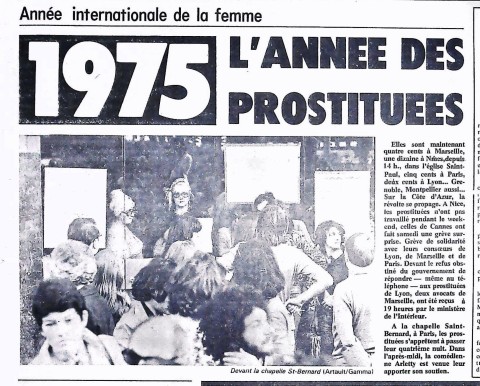 Année internationale de la femme
1975
L'ANNEE DES
PROSTITUEES
Elles sont maintenant
quatre cents à Marseille,
une dizaine à Nîmes, depuis
14 h., dans l'église Saint-
Paul, cinq cents à Paris,
deux cents à Lyon... Gre-
noble, Montpellier aussi...
Sur la Côte d'Azur, la
révolte se propage. A Nice,
les prostituées n'ont pas
travaillé pendant le week-
end, celles de Cannes ont
fait samedi une grève sur-
prise. Grève de solidarité
avec leurs consœurs de
Lyon, de Marseille et de
Paris. Devant le refus obs-
tiné du gouvernement de
répondre — même au té-
léphone — aux prostituées
de Lyon, deux avocats de
Marseille, ont été reçus à
19 heures par le ministère
de l'Intérieur.
A la chapelle Saint-
Bernard, à Paris, les pros-
tituées s'apprêtent à passer
leur quatrième nuit. Dans
l'après-midi, la comédien-
ne Arletty est venue leur
apporter son soutien.
Devant la chapelle St-Bernard (Artault/Gamma)